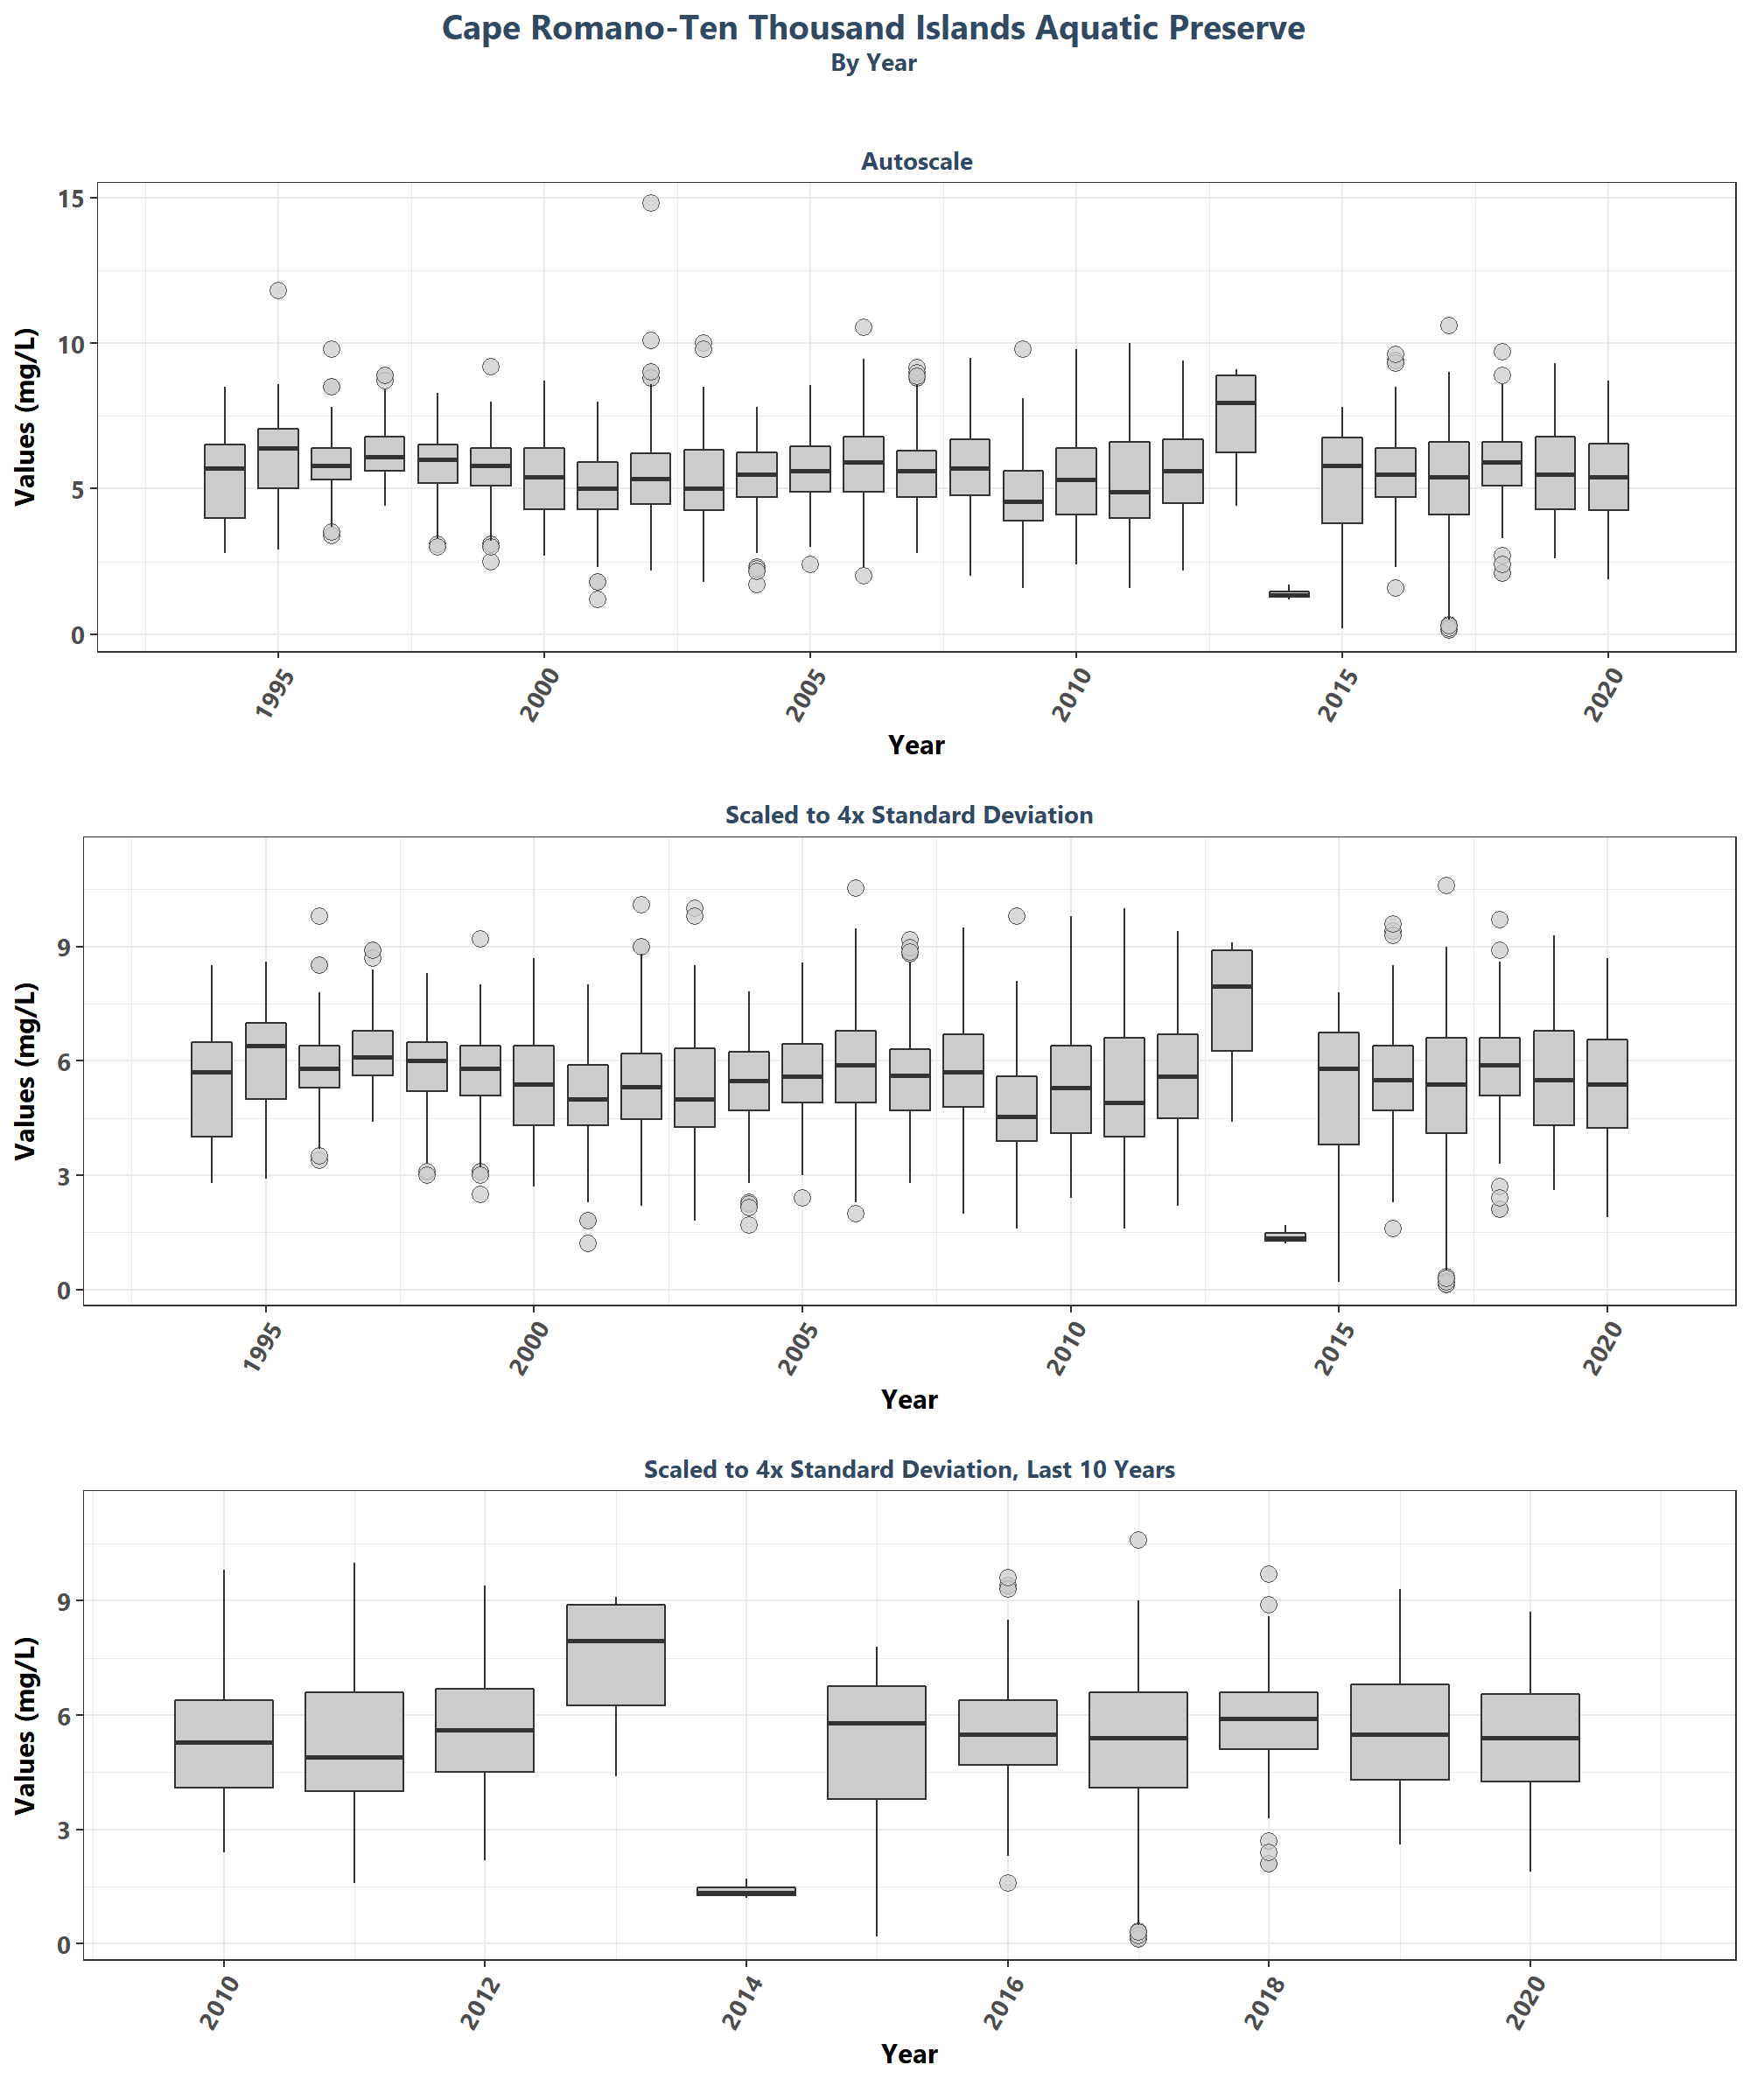 Cape Romano-Ten Thousand Islands Aquatic Preserve
By Year
Autoscale
Values (mg/L)
15
10
5
0
1995 2000 2005 2010 2015 2020
Year
Scaled to 4x Standard Deviation
Values (mg/L)
9
6
3
0
1995 2000 2005 2010 2015 2020
Year
Scaled to 4x Standard Deviation, Last 10 Years
Values (mg/L)
9
6
3
0
2010 2012 2014 2016 2018 2020
Year